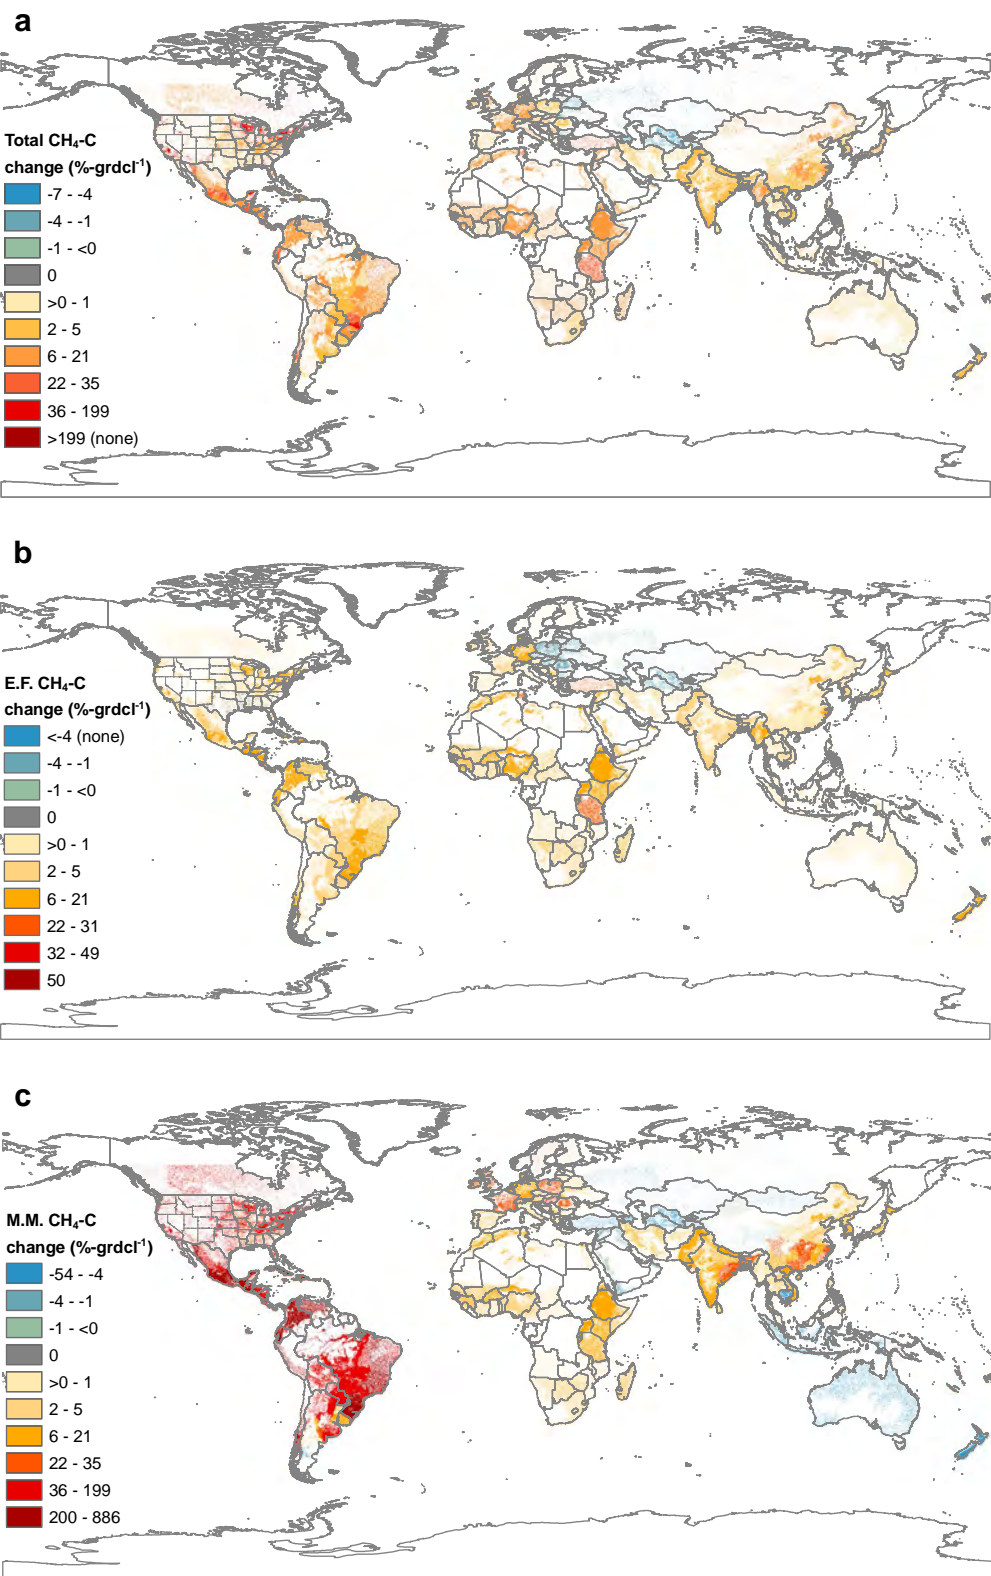 a
Total CH₄-C
change (%-grdcl⁻¹)
-7 - -4
-4 - -1
-1 - <0
0
>0 - 1
2 - 5
6 - 21
22 - 35
36 - 199
>199 (none)
b
E.F. CH₄-C
change (%-grdcl⁻¹)
<-4 (none)
-4 - -1
-1 - <0
0
>0 - 1
2 - 5
6 - 21
22 - 31
32 - 49
50
c
M.M. CH₄-C
change (%-grdcl⁻¹)
-54 - -4
-4 - -1
-1 - <0
0
>0 - 1
2 - 5
6 - 21
22 - 35
36 - 199
200 - 886